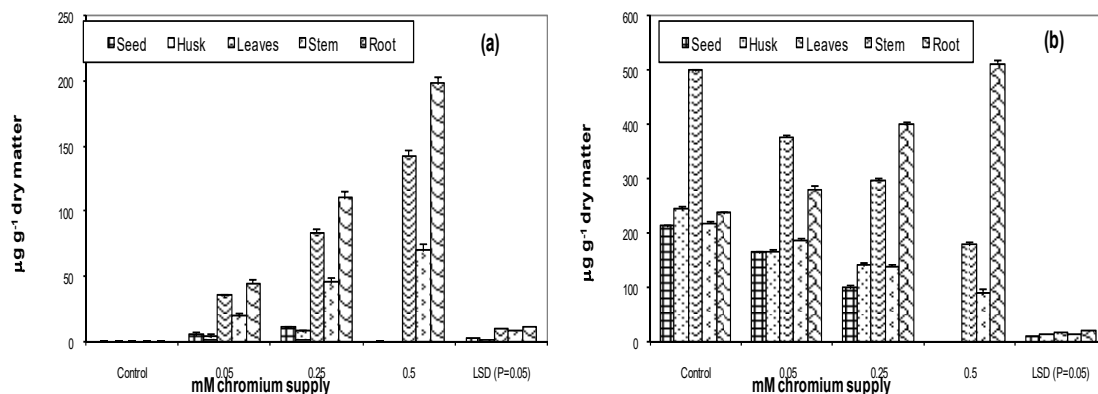 250
200
150
100
50
0
Seed Husk Leaves Stem Root
(a)
µg g⁻¹ dry matter
Control 0.05 0.25 0.5 LSD (P=0.05)
mM chromium supply
600
500
400
300
200
100
0
Seed Husk Leaves Stem Root
(b)
µg g⁻¹ dry matter
Control 0.05 0.25 0.5 LSD (P=0.05)
mM chromium supply